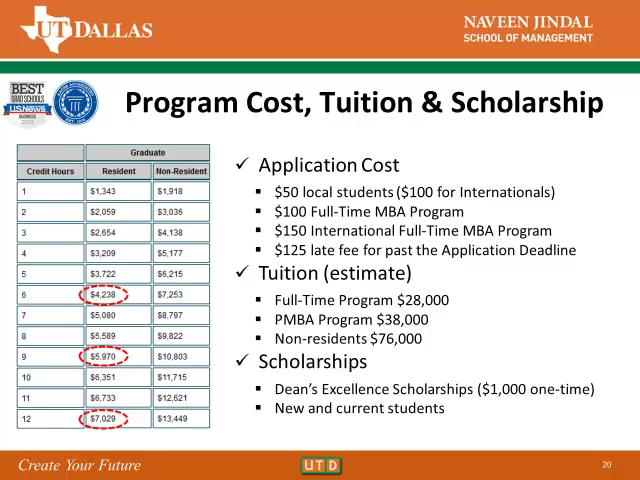 UT DALLAS
NAVEEN JINDAL
SCHOOL OF MANAGEMENT
BEST
GRAD SCHOOLS
U.S.News
BUSINESS
Program Cost, Tuition & Scholarship
Graduate
Credit Hours Resident Non-Resident
1 $1,343 $1,918
2 $2,059 $3,036
3 $2,654 $4,138
4 $3,209 $5,177
5 $3,722 $6,215
6 $4,238 $7,253
7 $5,080 $8,797
8 $5,589 $9,822
9 $5,970 $10,803
10 $6,351 $11,715
11 $6,733 $12,621
12 $7,029 $13,449
✓ Application Cost
▪ $50 local students ($100 for Internationals)
▪ $100 Full-Time MBA Program
▪ $150 International Full-Time MBA Program
▪ $125 late fee for past the Application Deadline
✓ Tuition (estimate)
▪ Full-Time Program $28,000
▪ PMBA Program $38,000
▪ Non-residents $76,000
✓ Scholarships
▪ Dean’s Excellence Scholarships ($1,000 one-time)
▪ New and current students
Create Your Future
UTD
20